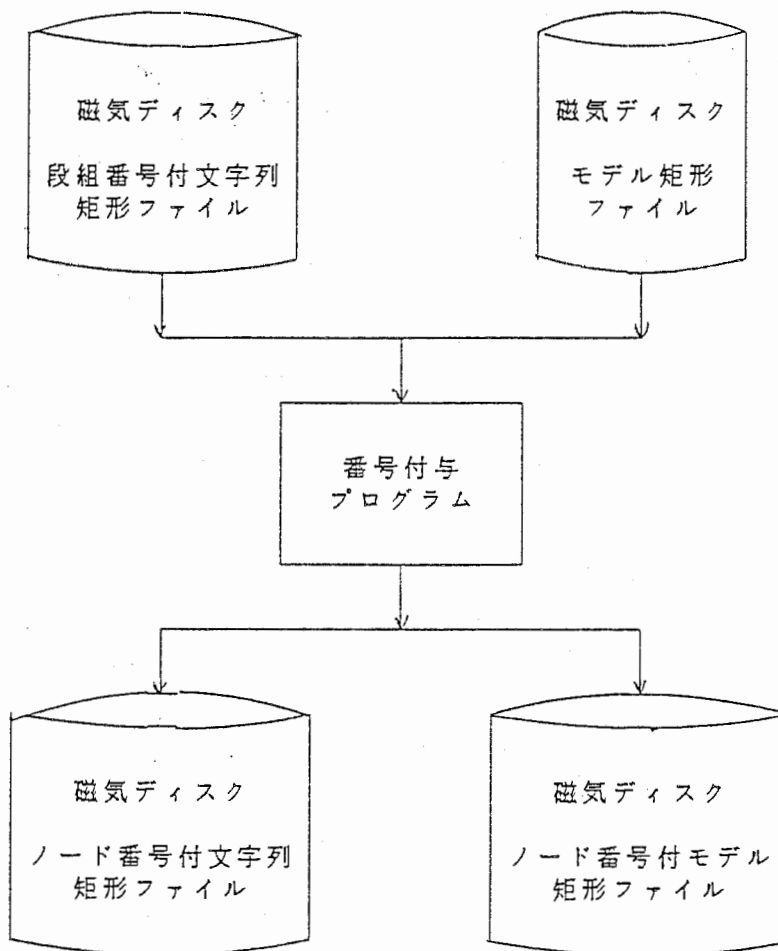 磁気ディスク
段組番号付文字列
矩形ファイル
磁気ディスク
モデル矩形
ファイル
番号付与
プログラム
磁気ディスク
ノード番号付文字列
矩形ファイル
磁気ディスク
ノード番号付モデル
矩形ファイル